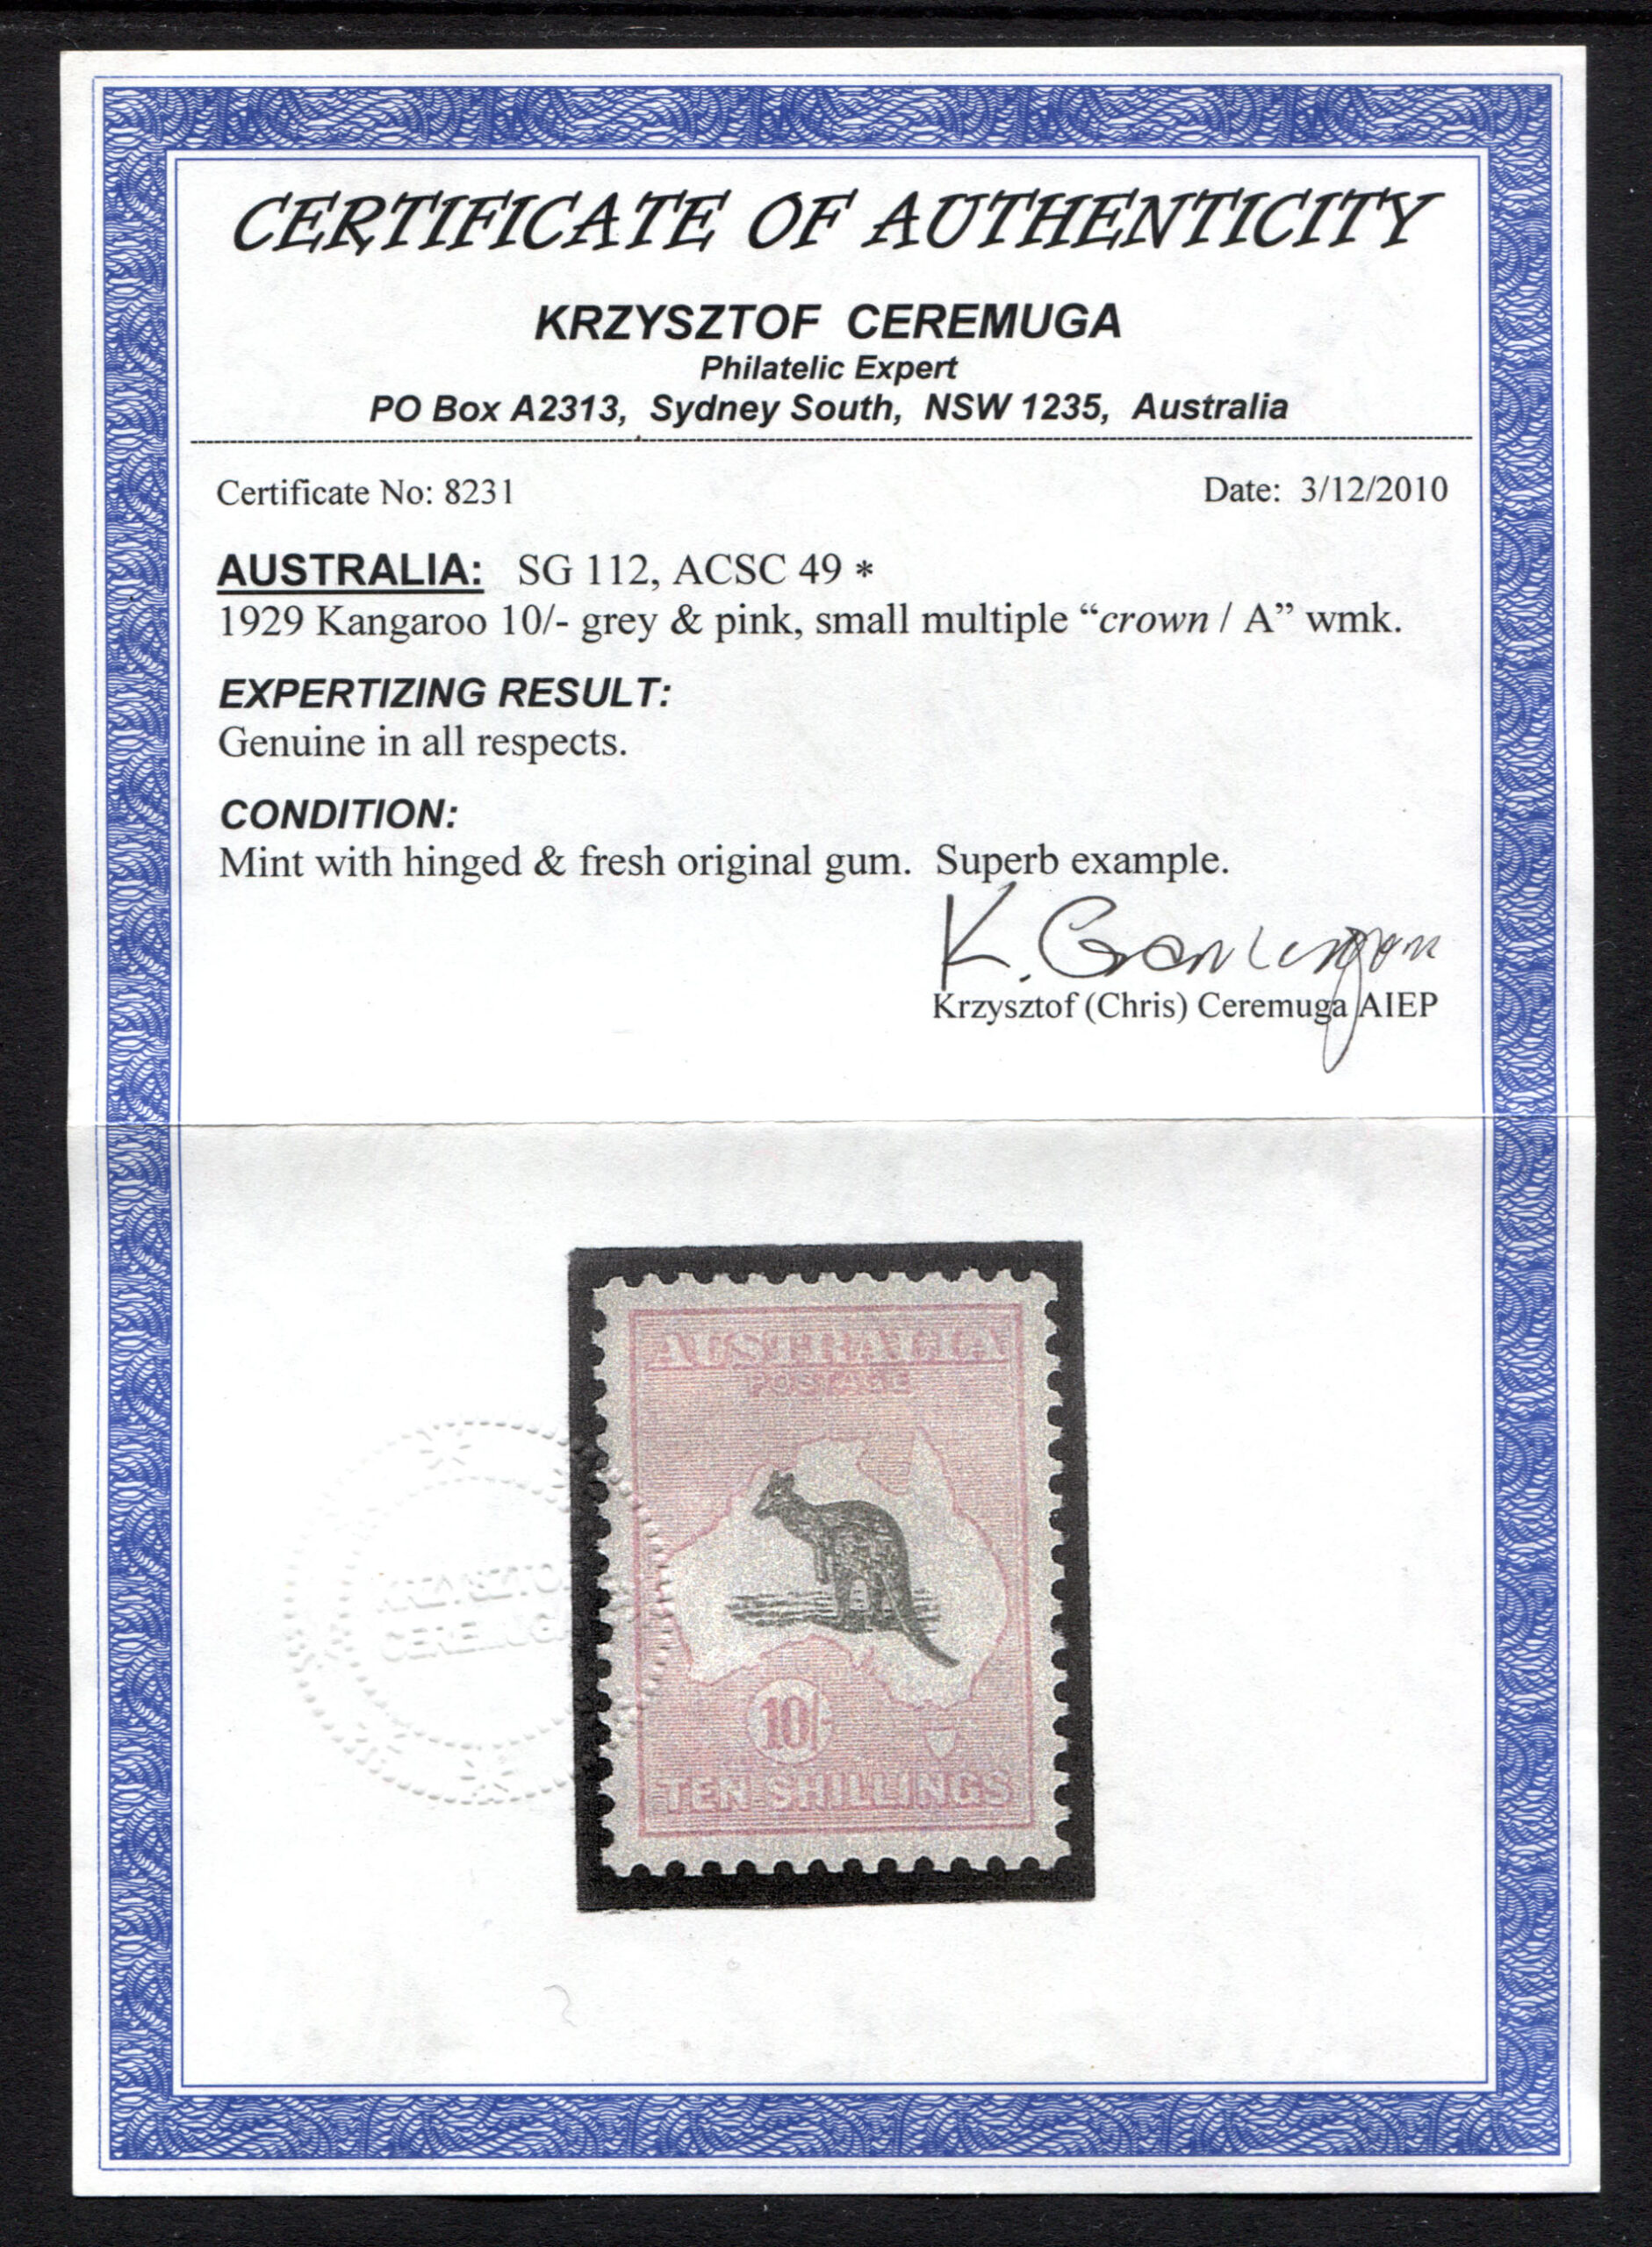 CERTIFICATE OF AUTHENTICITY
KRZYSZTOF CEREMUGA
Philatelic Expert
PO Box A2313, Sydney South, NSW 1235, Australia
Certificate No: 8231
Date: 3/12/2010
AUSTRALIA: SG 112, ACSC 49 *
1929 Kangaroo 10/- grey & pink, small multiple “crown / A” wmk.
EXPERTIZING RESULT:
Genuine in all respects.
CONDITION:
Mint with hinged & fresh original gum. Superb example.
K. Ceremuga
Krzysztof (Chris) Ceremuga AIEP
AUSTRALIA
POSTAGE
KRZYSZTOF
CEREMUGA
10/-
TEN SHILLINGS